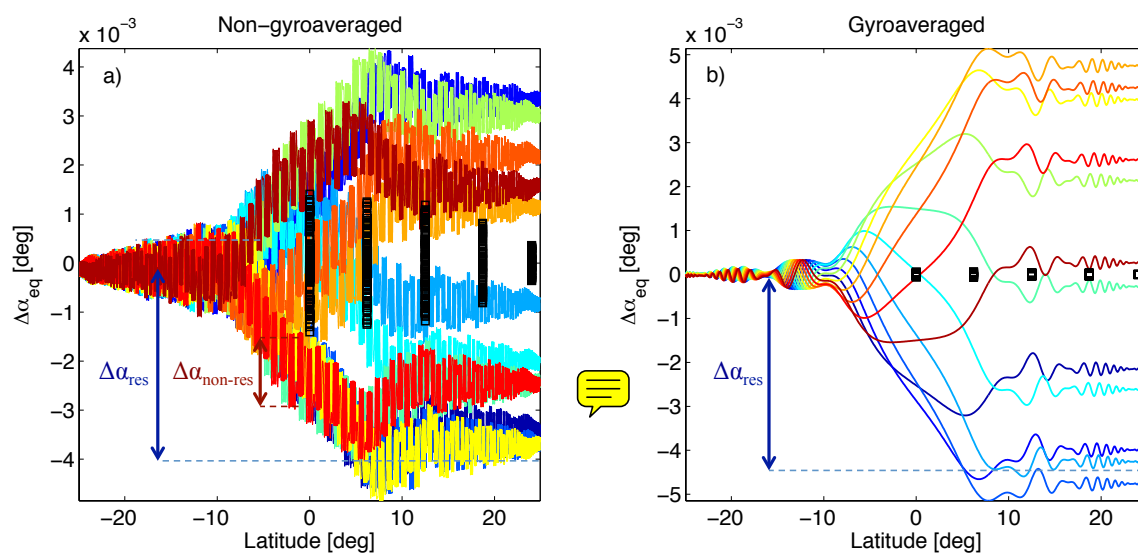 Non-gyroaveraged
Gyroaveraged
x 10⁻³
x 10⁻³
a)
b)
4
3
2
1
0
−1
−2
−3
−4
Δα_eq [deg]
Δα_res
Δα_non-res
−20
−10
0
10
20
Latitude [deg]
5
4
3
2
1
0
−1
−2
−3
−4
−5
Δα_eq [deg]
Δα_res
−20
−10
0
10
20
Latitude [deg]